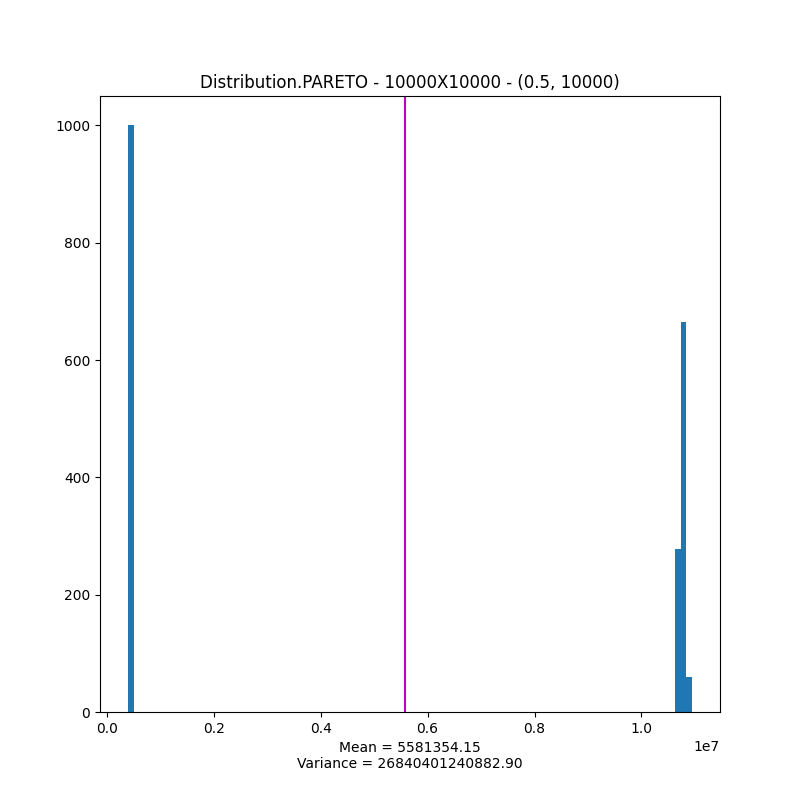 Distribution.PARETO - 10000X10000 - (0.5, 10000)
1000
800
600
400
200
0
0.0 0.2 0.4 0.6 0.8 1.0
1e7
Mean = 5581354.15
Variance = 26840401240882.90